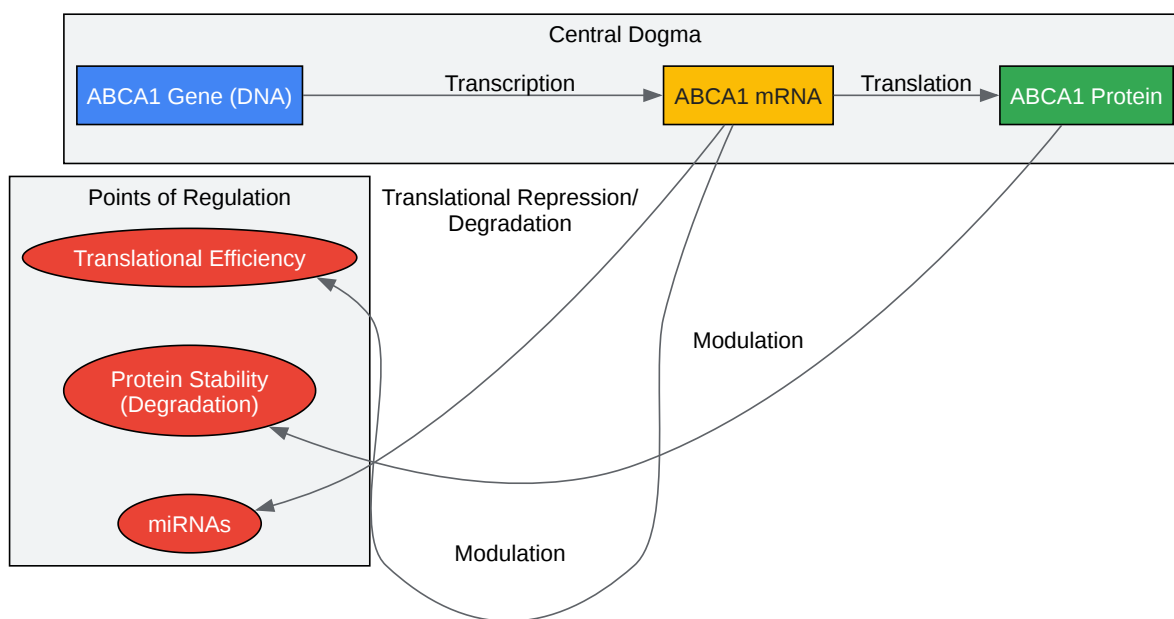 Central Dogma
ABCA1 Gene (DNA)
Transcription
ABCA1 mRNA
Translation
ABCA1 Protein
Points of Regulation
Translational Repression/
Degradation
Translational Efficiency
Modulation
Protein Stability
(Degradation)
miRNAs
Modulation